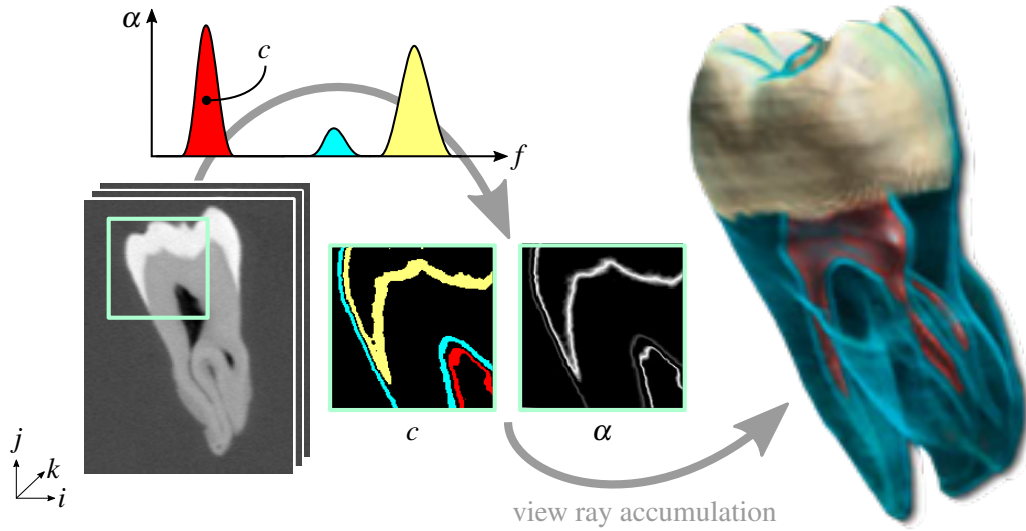 α
c
f
j
k
i
c
α
view ray accumulation